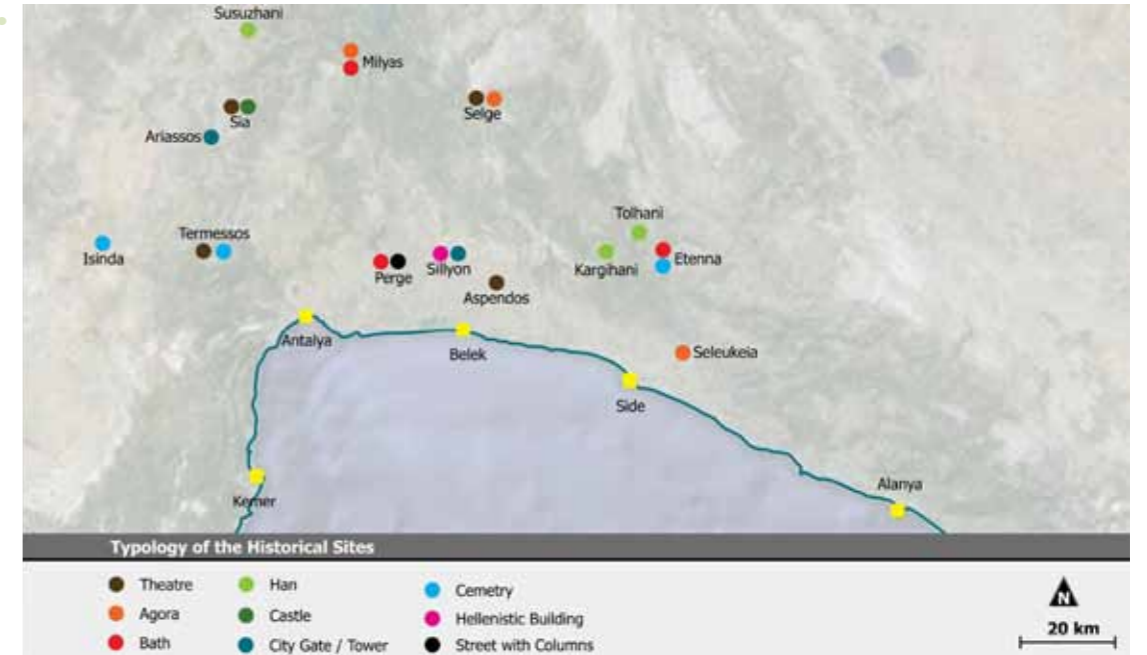 Susuzhani
Milyas
Selge
Sia
Ariassos
Tolhani
Termessos
Isinda
Etenna
Kargihani
Sillyon
Perge
Aspendos
Antalya
Belek
Seleukeia
Side
Kemer
Alanya
Typology of the Historical Sites
Theatre
Agora
Bath
Han
Castle
City Gate / Tower
Cemetry
Hellenistic Building
Street with Columns
N
20 km